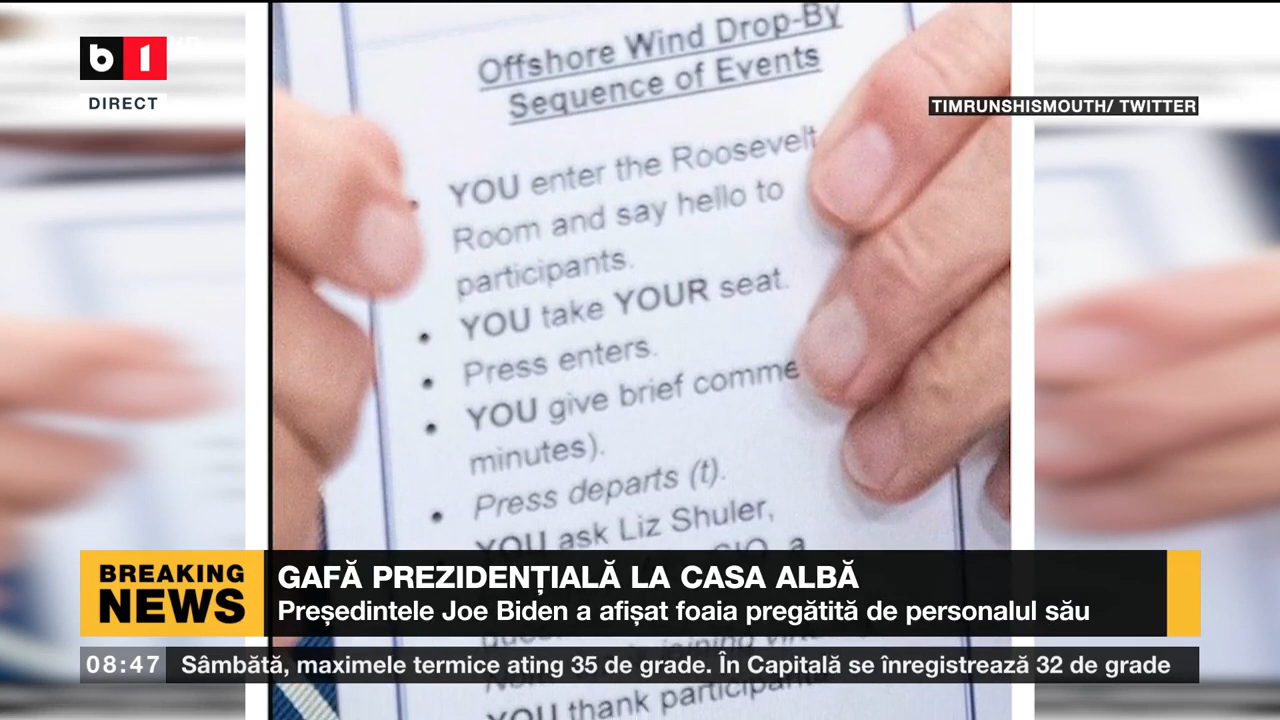 b1
DIRECT
TIMRUNSHISMOUTH/ TWITTER
Offshore Wind Drop-By
Sequence of Events
YOU enter the Roosevelt
Room and say hello to
participants.
• YOU take YOUR seat.
• Press enters.
• YOU give brief comme
minutes).
• Press departs (t).
YOU ask Liz Shuler,
CIO, a
joining
YOU thank participant
BREAKING
NEWS
GAFĂ PREZIDENȚIALĂ LA CASA ALBĂ
Președintele Joe Biden a afișat foaia pregătită de personalul său
08:47 Sâmbătă, maximele termice ating 35 de grade. În Capitală se înregistrează 32 de grade